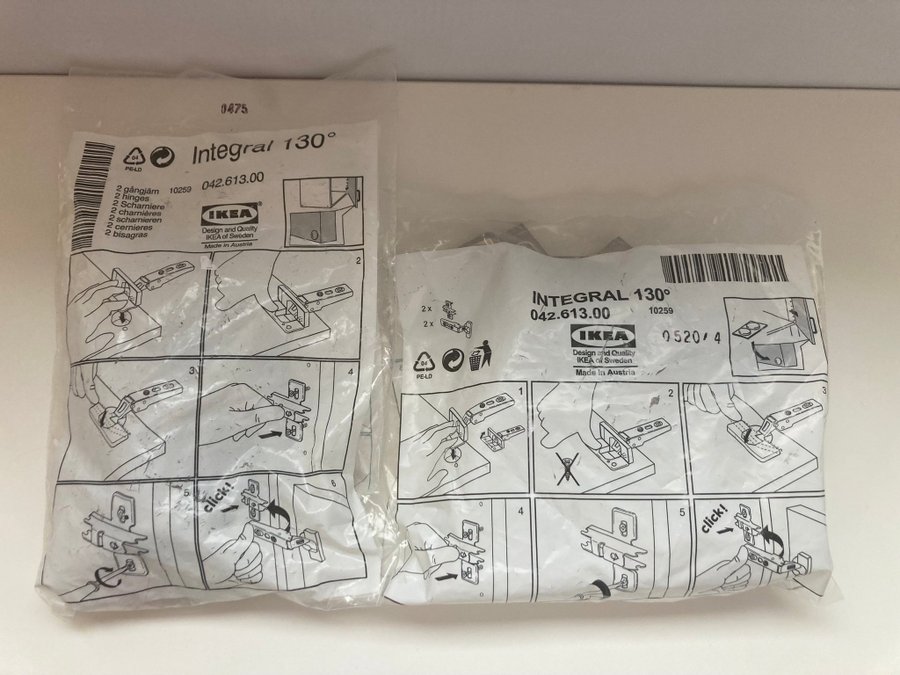 0475
Integral 130°
04
PE-LD
2 gångjärn
2 hinges
2 Scharniere
2 charnières
2 scharnieren
2 cerniere
2 bisagras
10259
042.613.00
IKEA®
Design and Quality
IKEA of Sweden
Made in Austria
2
3
4
5
6
click!
2 x
2 x
INTEGRAL 130°
042.613.00
10259
04
PE-LD
IKEA
Design and Quality
IKEA of Sweden
Made in Austria
0520/4
1
2
3
4
5
click!